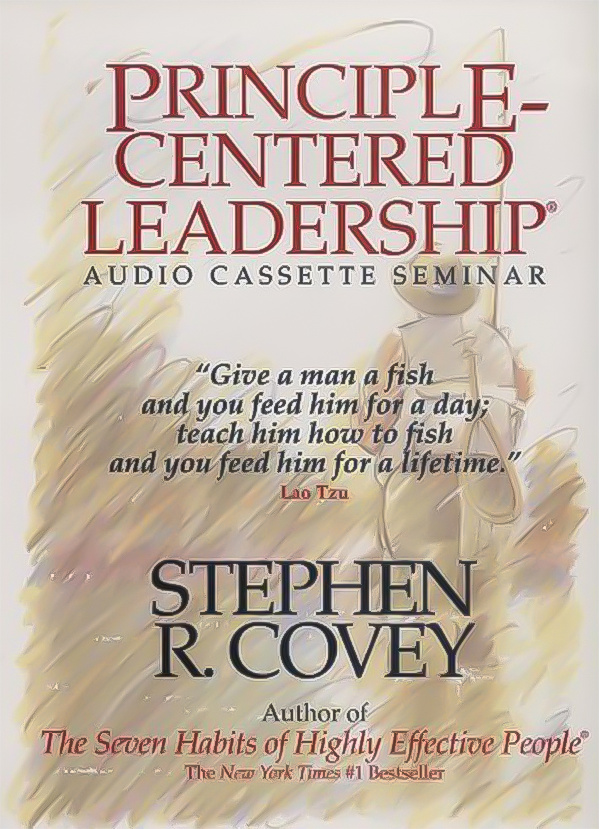 PRINCIPLE-
CENTERED
LEADERSHIP®
AUDIO CASSETTE SEMINAR
“Give a man a fish
and you feed him for a day;
teach him how to fish
and you feed him for a lifetime.”
Lao Tzu
STEPHEN
R. COVEY
Author of
The Seven Habits of Highly Effective People®
The New York Times #1 Bestseller